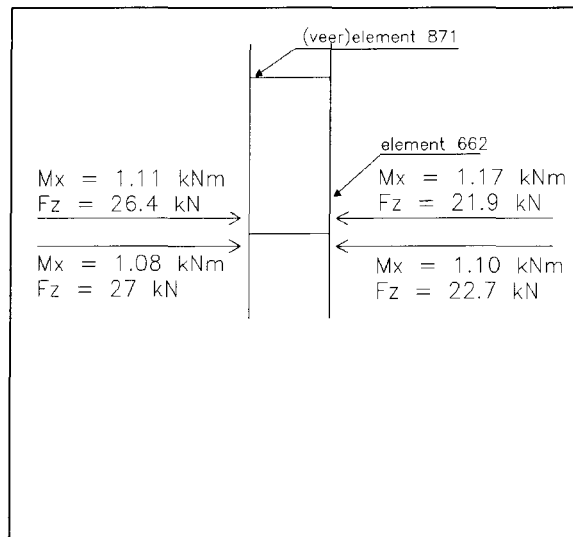 (veer)element 871
element 662
Mx = 1.11 kNm
Fz = 26.4 kN
Mx = 1.17 kNm
Fz = 21.9 kN
Mx = 1.08 kNm
Fz = 27 kN
Mx = 1.10 kNm
Fz = 22.7 kN